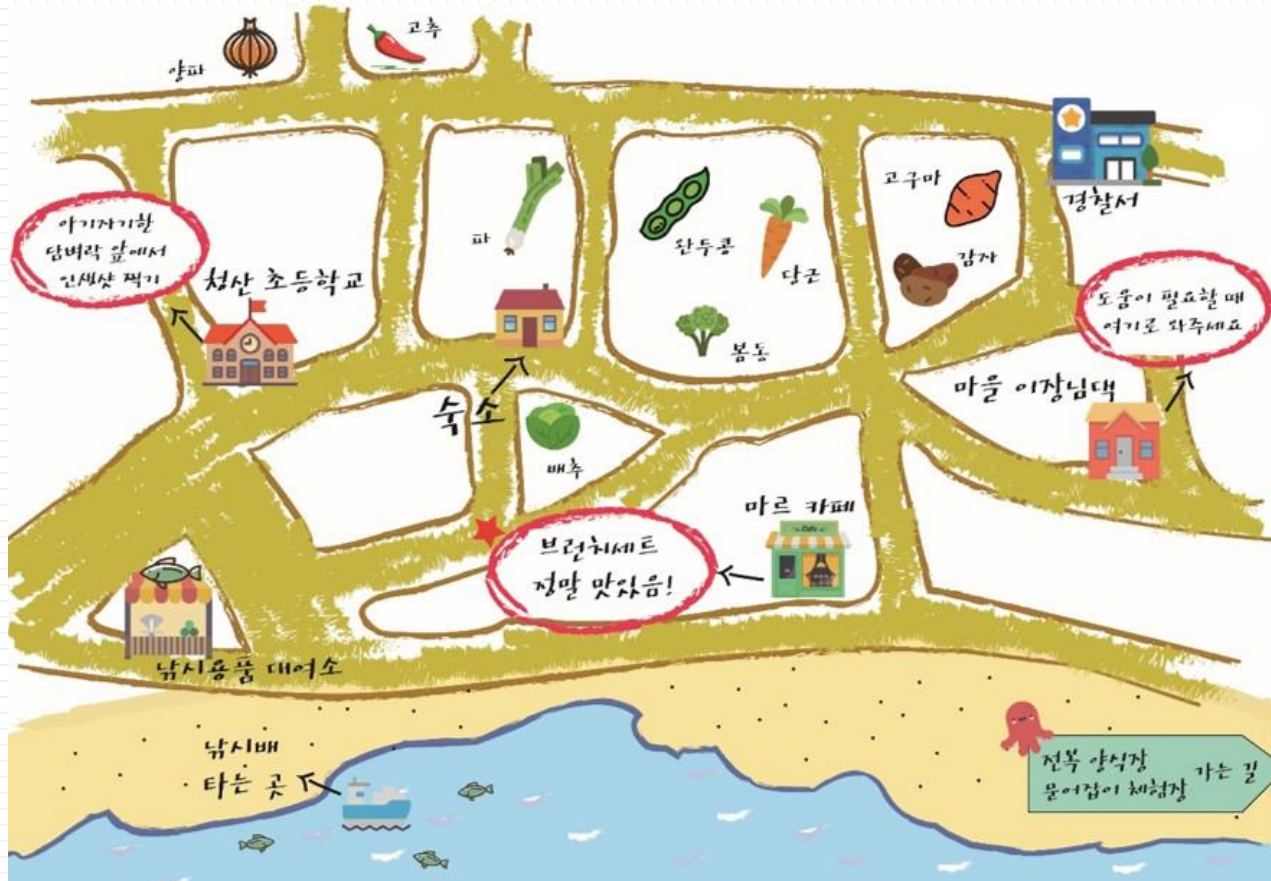 고추
양파
고구마
경찰서
파
완두콩
당근
감자
봄동
아기자기한
담벼락 앞에서
인생샷 찍기
청산 초등학교
도움이 필요할 때
여기로 와주세요
마을 이장님댁
숙소
배추
마르 카페
Cafe
브런치세트
정말 맛있음!
낚시용품 대여소
낚시배
타는 곳
전복 양식장
문어잡이 체험장
가는 길